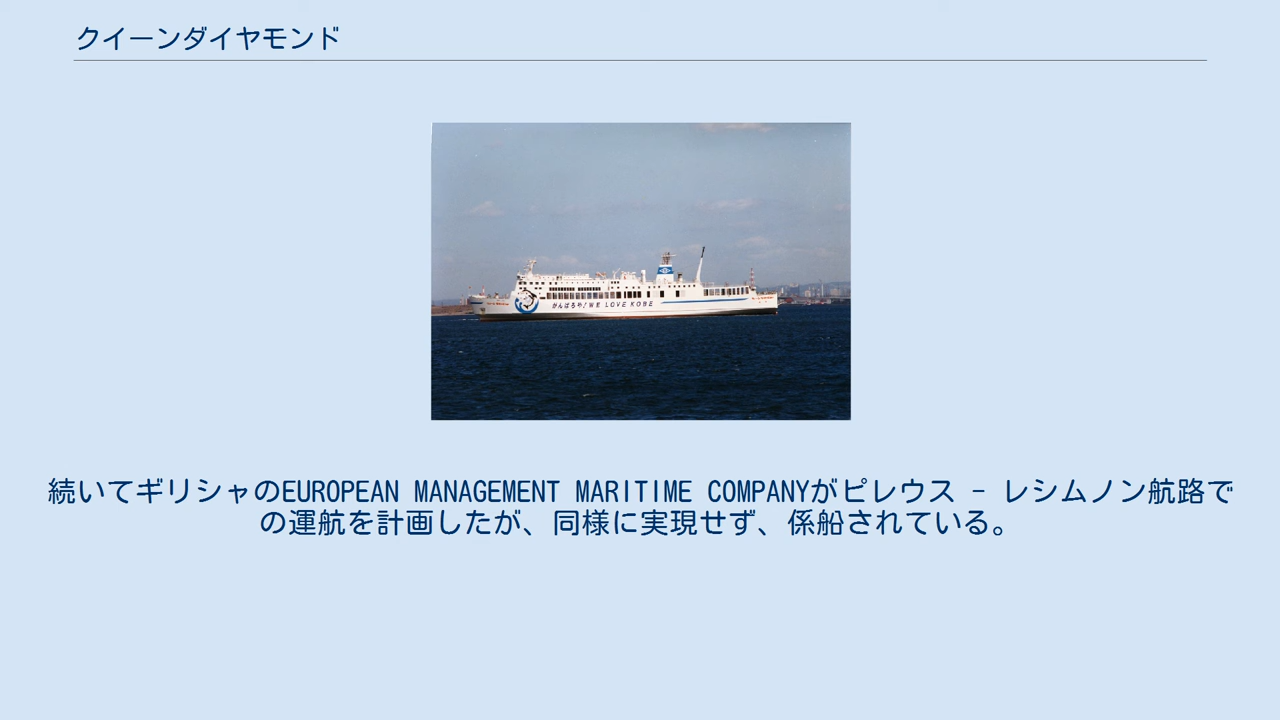 クイーンダイヤモンド
がんばろや!WE LOVE KOBE
続いてギリシャのEUROPEAN MANAGEMENT MARITIME COMPANYがピレウス - レシムノン航路で
の運航を計画したが、同様に実現せず、係船されている。